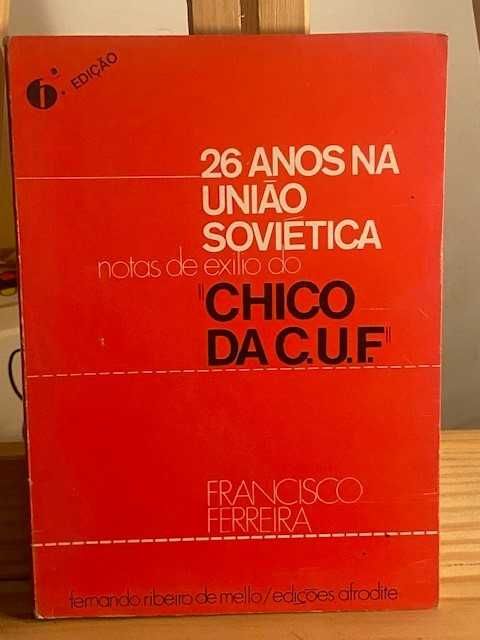 6.ª EDIÇÃO
26 ANOS NA
UNIÃO
SOVIÉTICA
notas de exílio do
"CHICO
DA C.U.F."
FRANCISCO
FERREIRA
fernando ribeiro de mello/edições afrodite